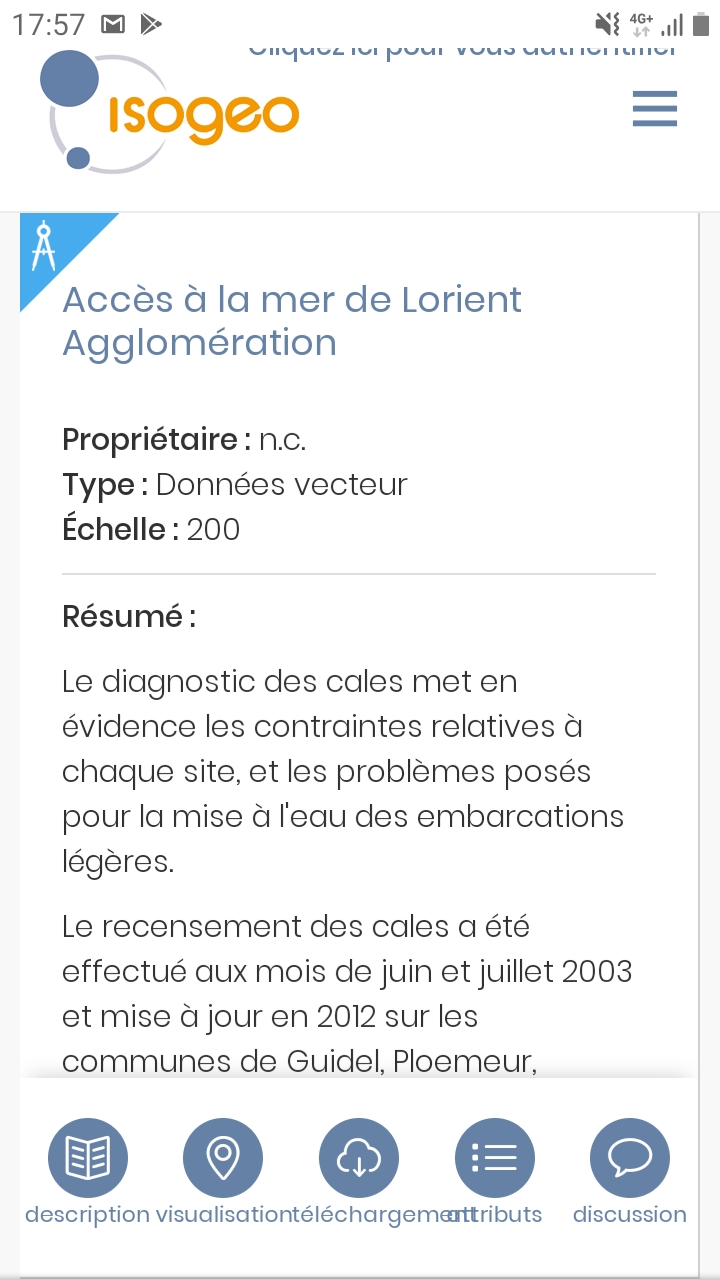 17:57
4G+
Cliquez ici pour vous authentifier
isogeo
Accès à la mer de Lorient
Agglomération
Propriétaire : n.c.
Type : Données vecteur
Échelle : 200
Résumé :
Le diagnostic des cales met en
évidence les contraintes relatives à
chaque site, et les problèmes posés
pour la mise à l'eau des embarcations
légères.
Le recensement des cales a été
effectué aux mois de juin et juillet 2003
et mise à jour en 2012 sur les
communes de Guidel, Ploemeur,
description visualisation téléchargement attributs discussion